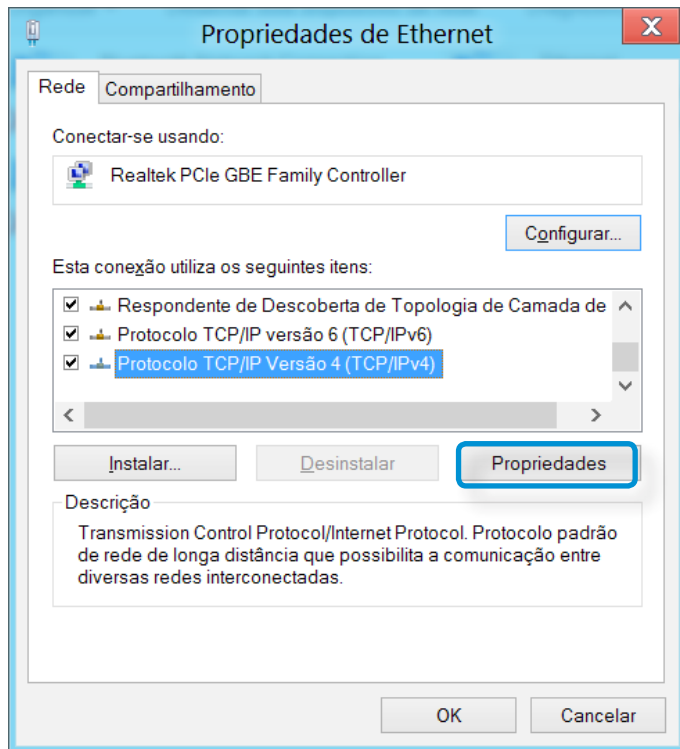 Propriedades de Ethernet
X
Rede
Compartilhamento
Conectar-se usando:
Realtek PCIe GBE Family Controller
Configurar...
Esta conexão utiliza os seguintes itens:
Respondente de Descoberta de Topologia de Camada de
Protocolo TCP/IP versão 6 (TCP/IPv6)
Protocolo TCP/IP Versão 4 (TCP/IPv4)
Instalar...
Desinstalar
Propriedades
Descrição
Transmission Control Protocol/Internet Protocol. Protocolo padrão
de rede de longa distância que possibilita a comunicação entre
diversas redes interconectadas.
OK
Cancelar